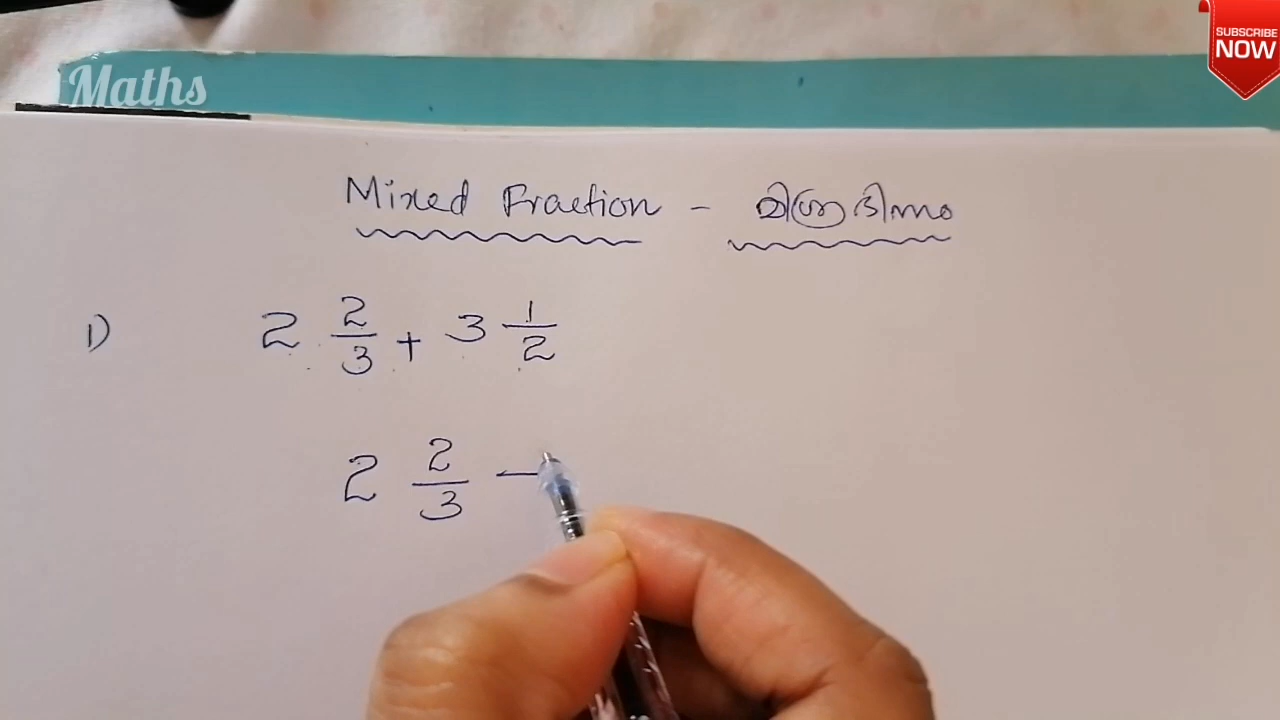 SUBSCRIBE
NOW
Maths
Mixed Fraction - മിശ്രഭിന്നം
1) 2 2/3 + 3 1/2
2 2/3 -